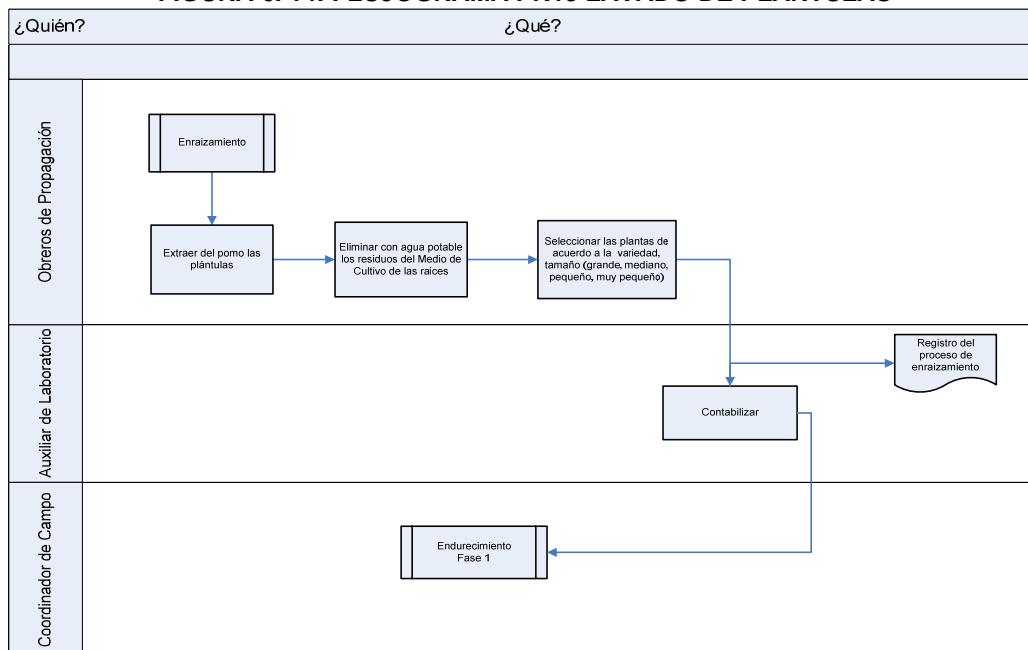 ¿Quién?
¿Qué?
Obreros de Propagación
Enraizamiento
Extraer del pomo las
plántulas
Eliminar con agua potable
los residuos del Medio de
Cultivo de las raíces
Seleccionar las plantas de
acuerdo a la variedad,
tamaño (grande, mediano,
pequeño, muy pequeño)
Auxiliar de Laboratorio
Registro del
proceso de
enraizamiento
Contabilizar
Coordinador de Campo
Endurecimiento
Fase 1